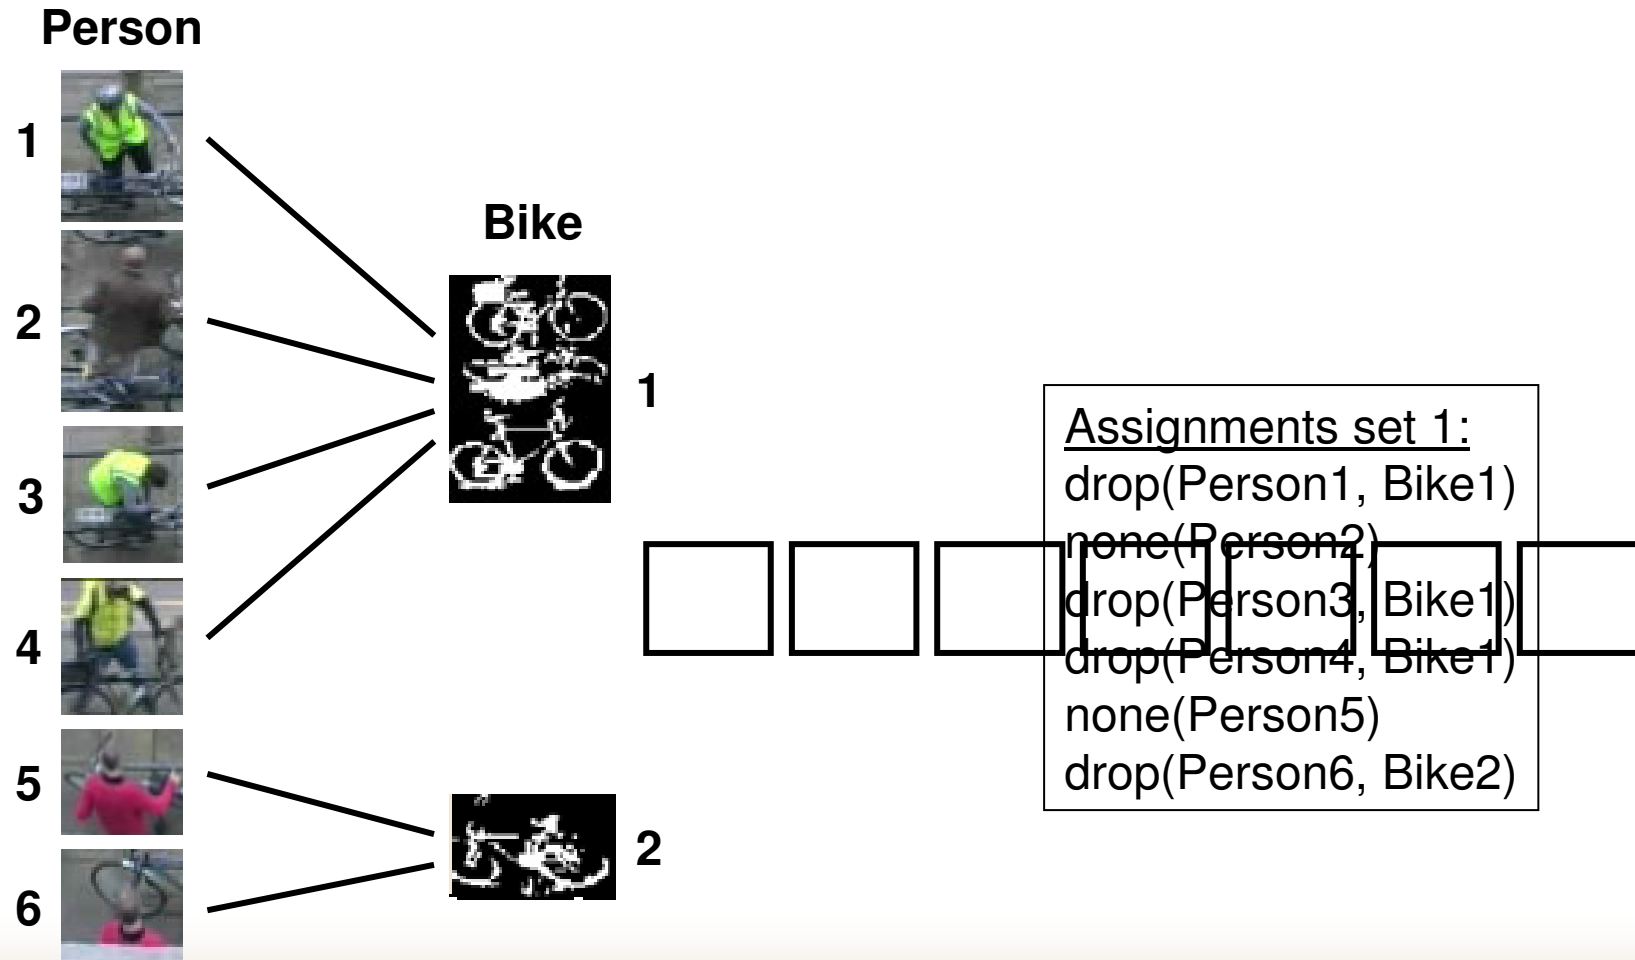 Person
1
2
3
4
5
6
Bike
1
2
Assignments set 1:
drop(Person1, Bike1)
none(Person2)
drop(Person3, Bike1)
drop(Person4, Bike1)
none(Person5)
drop(Person6, Bike2)